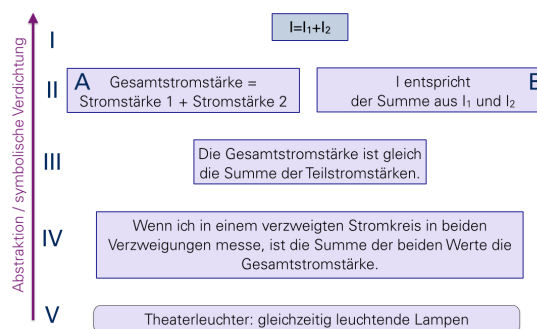 Abstraktion / symbolische Verdichtung
I
I=I₁+I₂
II
A
Gesamtstromstärke =
Stromstärke 1 + Stromstärke 2
B
I entspricht
der Summe aus I₁ und I₂
III
Die Gesamtstromstärke ist gleich
die Summe der Teilstromstärken.
IV
Wenn ich in einem verzweigten Stromkreis in beiden
Verzweigungen messe, ist die Summe der beiden Werte die
Gesamtstromstärke.
V
Theaterleuchter: gleichzeitig leuchtende Lampen